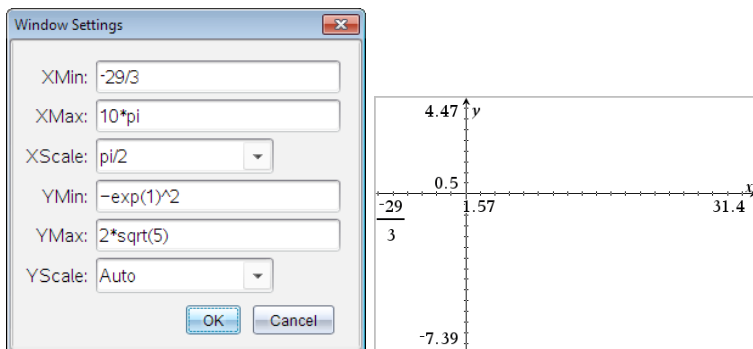 Window Settings
XMin: -29/3
XMax: 10*pi
XScale: pi/2
YMin: −exp(1)^2
YMax: 2*sqrt(5)
YScale: Auto
OK Cancel
4.47 y
0.5 x
-29
3
1.57 31.4
-7.39